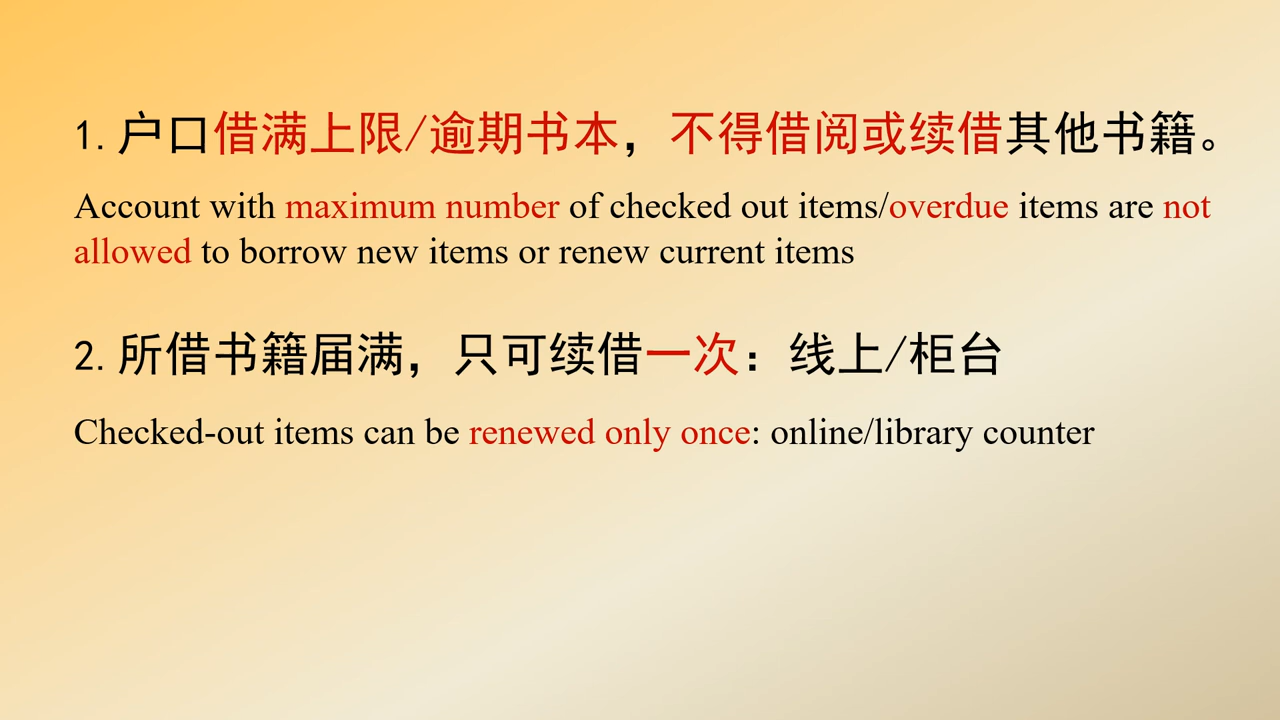 1.户口借满上限/逾期书本，不得借阅或续借其他书籍。
Account with maximum number of checked out items/overdue items are not
allowed to borrow new items or renew current items
2.所借书籍届满，只可续借一次：线上/柜台
Checked-out items can be renewed only once: online/library counter